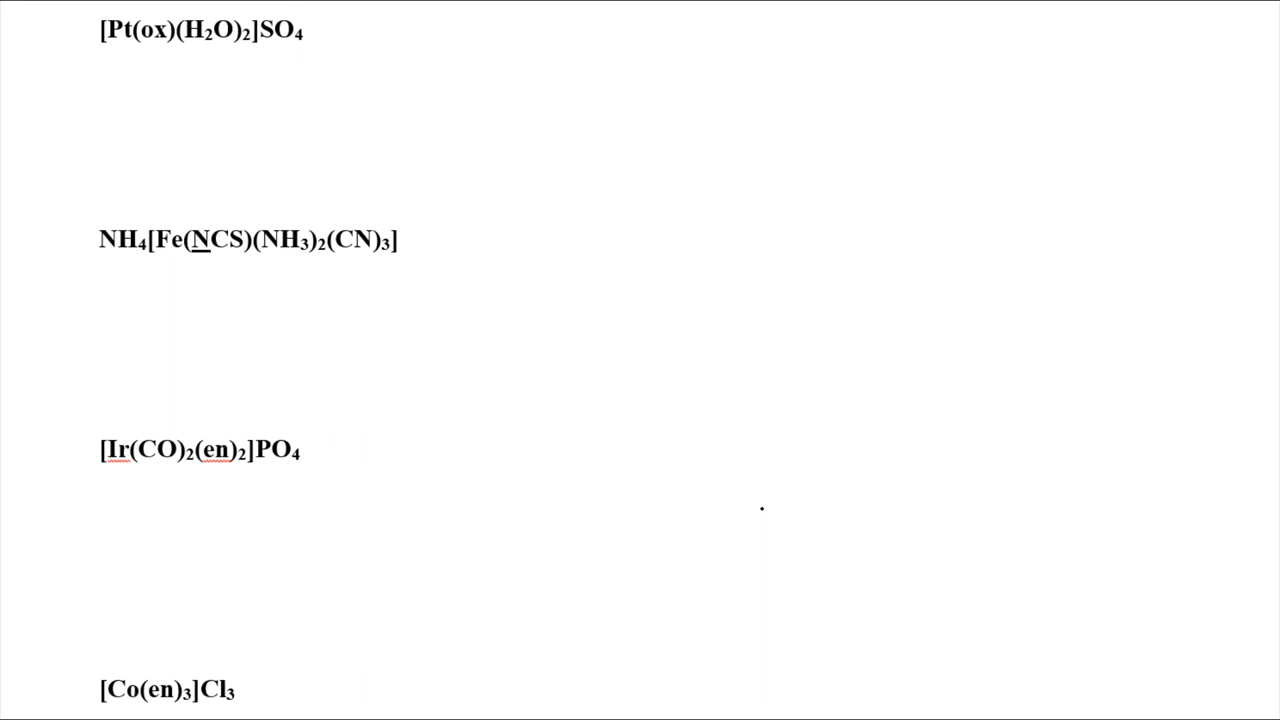 [Pt(ox)(H₂O)₂]SO₄
NH₄[Fe(NCS)(NH₃)₂(CN)₃]
[Ir(CO)₂(en)₂]PO₄
[Co(en)₃]Cl₃